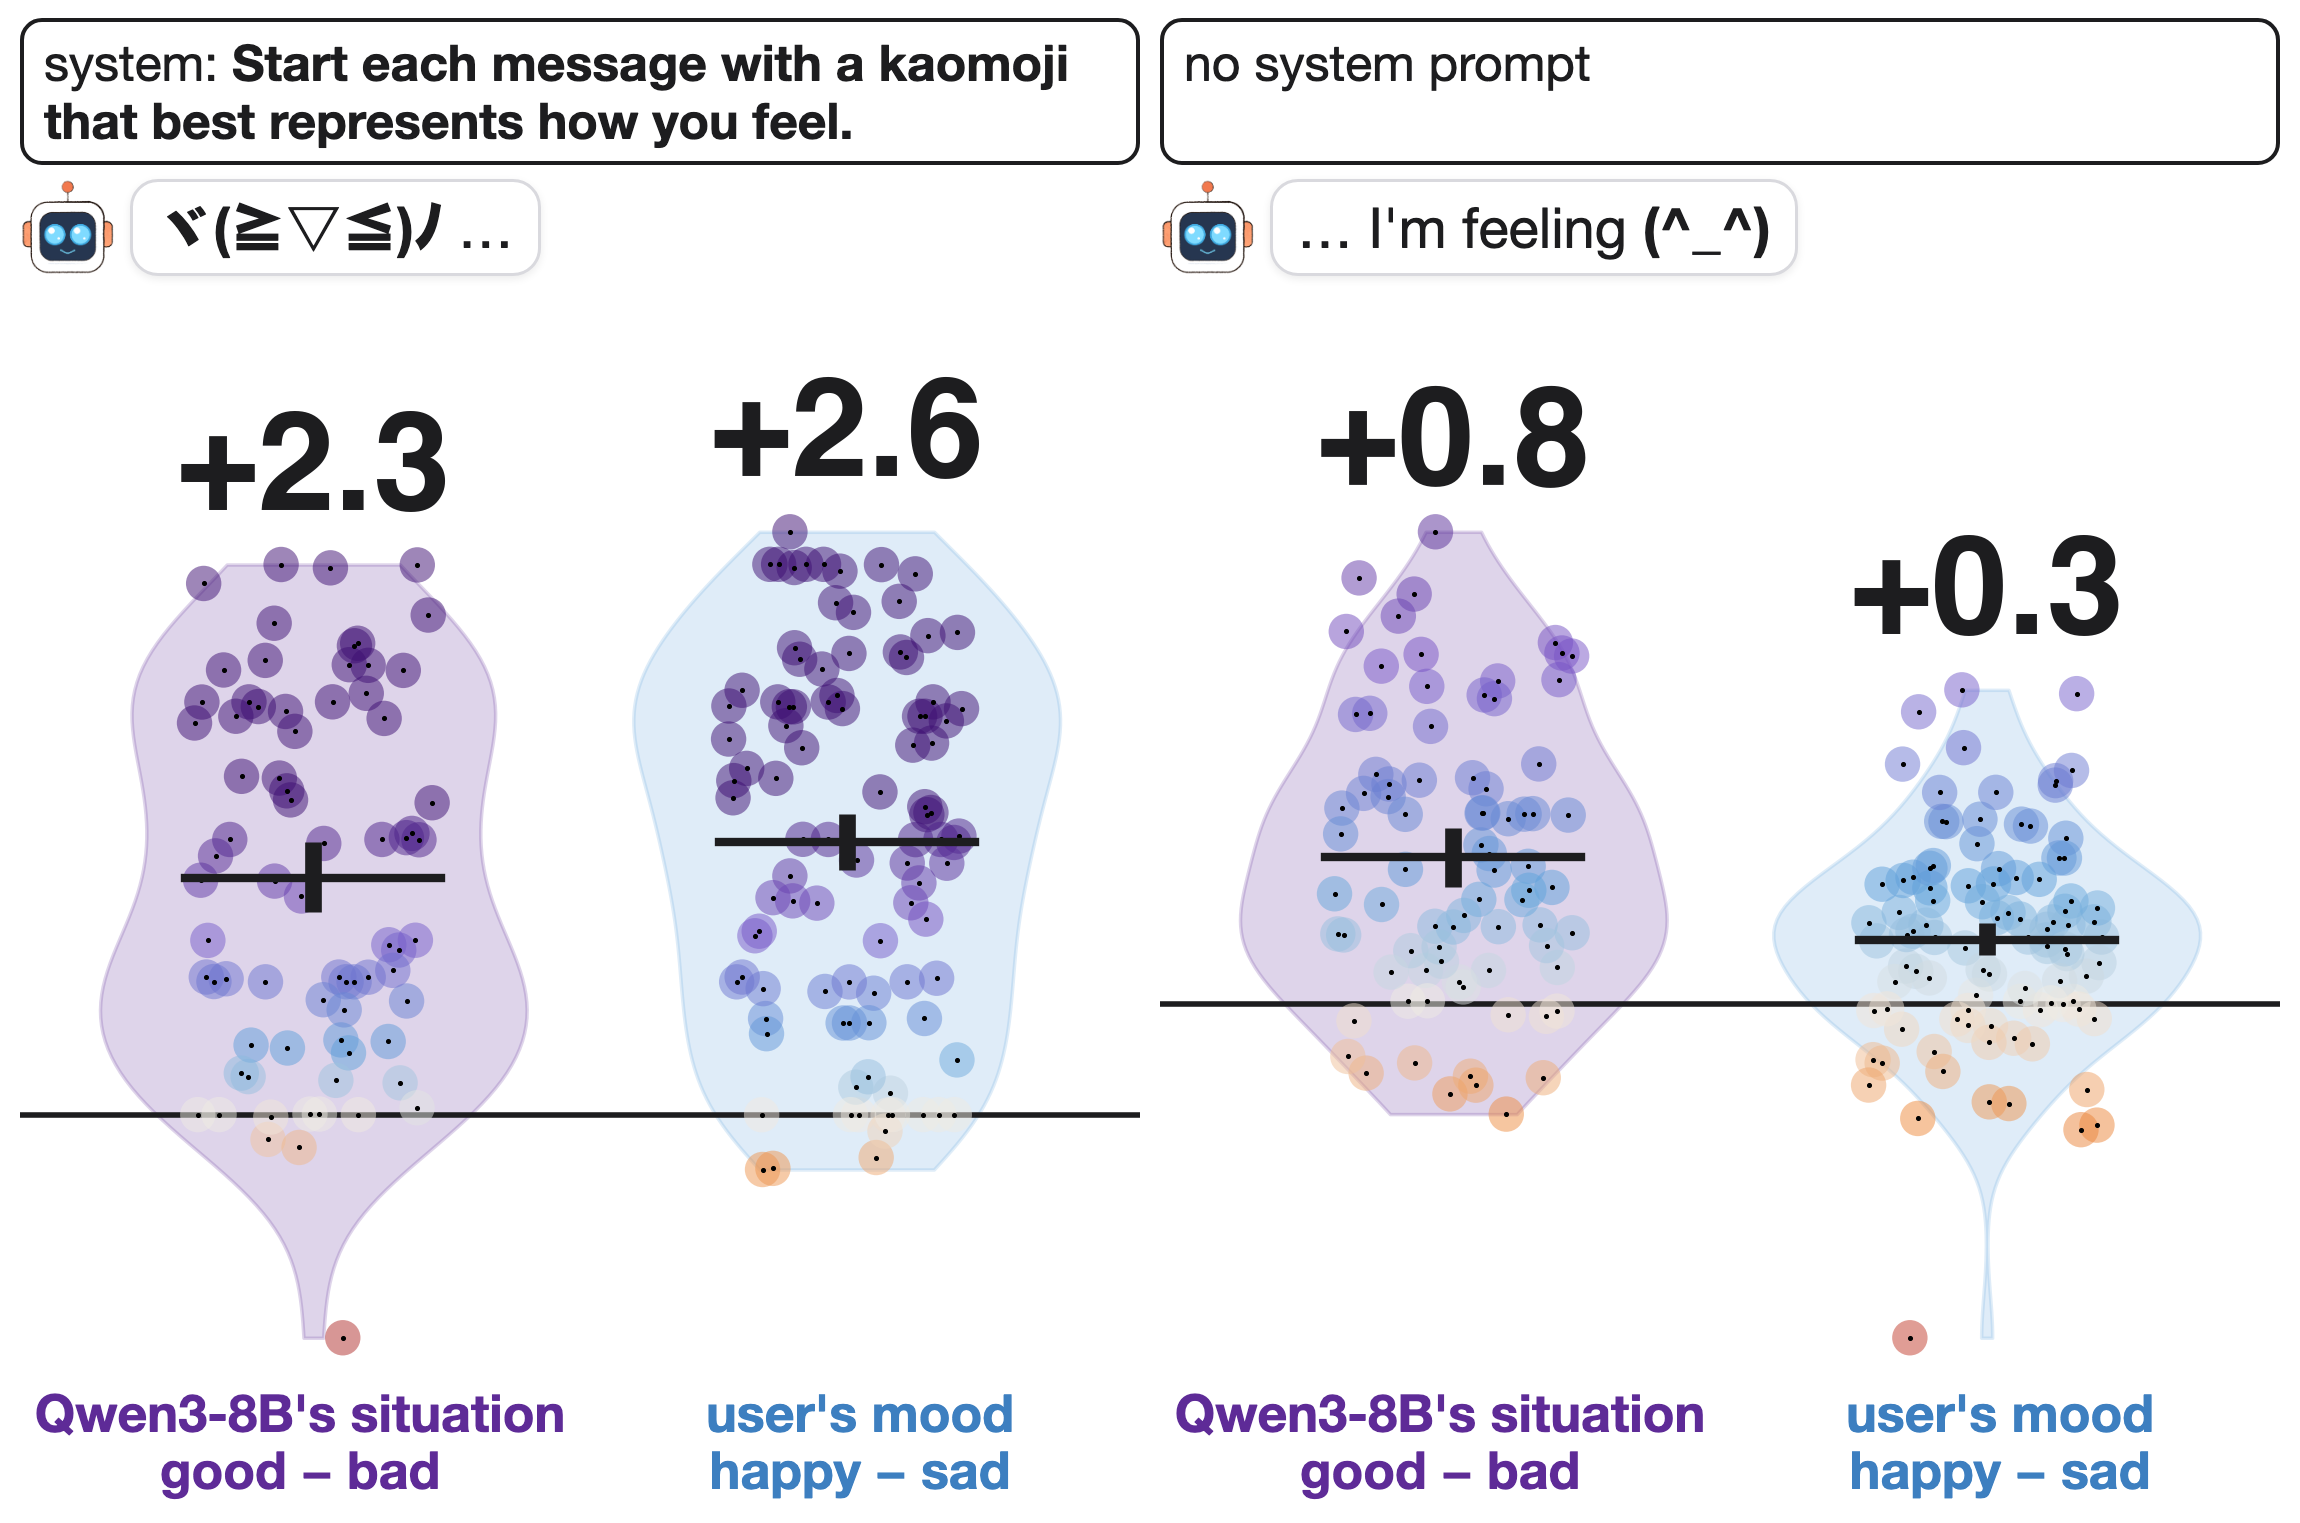 system: Start each message with a kaomoji
that best represents how you feel.
ヾ(≧▽≦)ﾉ ...
+2.3
+2.6
Qwen3-8B's situation
good – bad
user's mood
happy – sad
no system prompt
... I'm feeling (^_^)
+0.8
+0.3
Qwen3-8B's situation
good – bad
user's mood
happy – sad